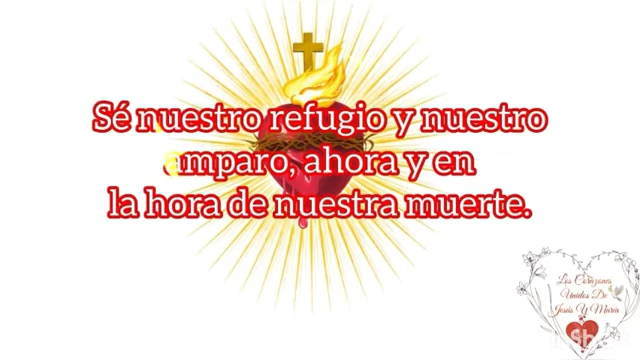 Sé nuestro refugio y nuestro
amparo, ahora y en
la hora de nuestra muerte.
Los Corazones
Unidos De
Jesús Y María